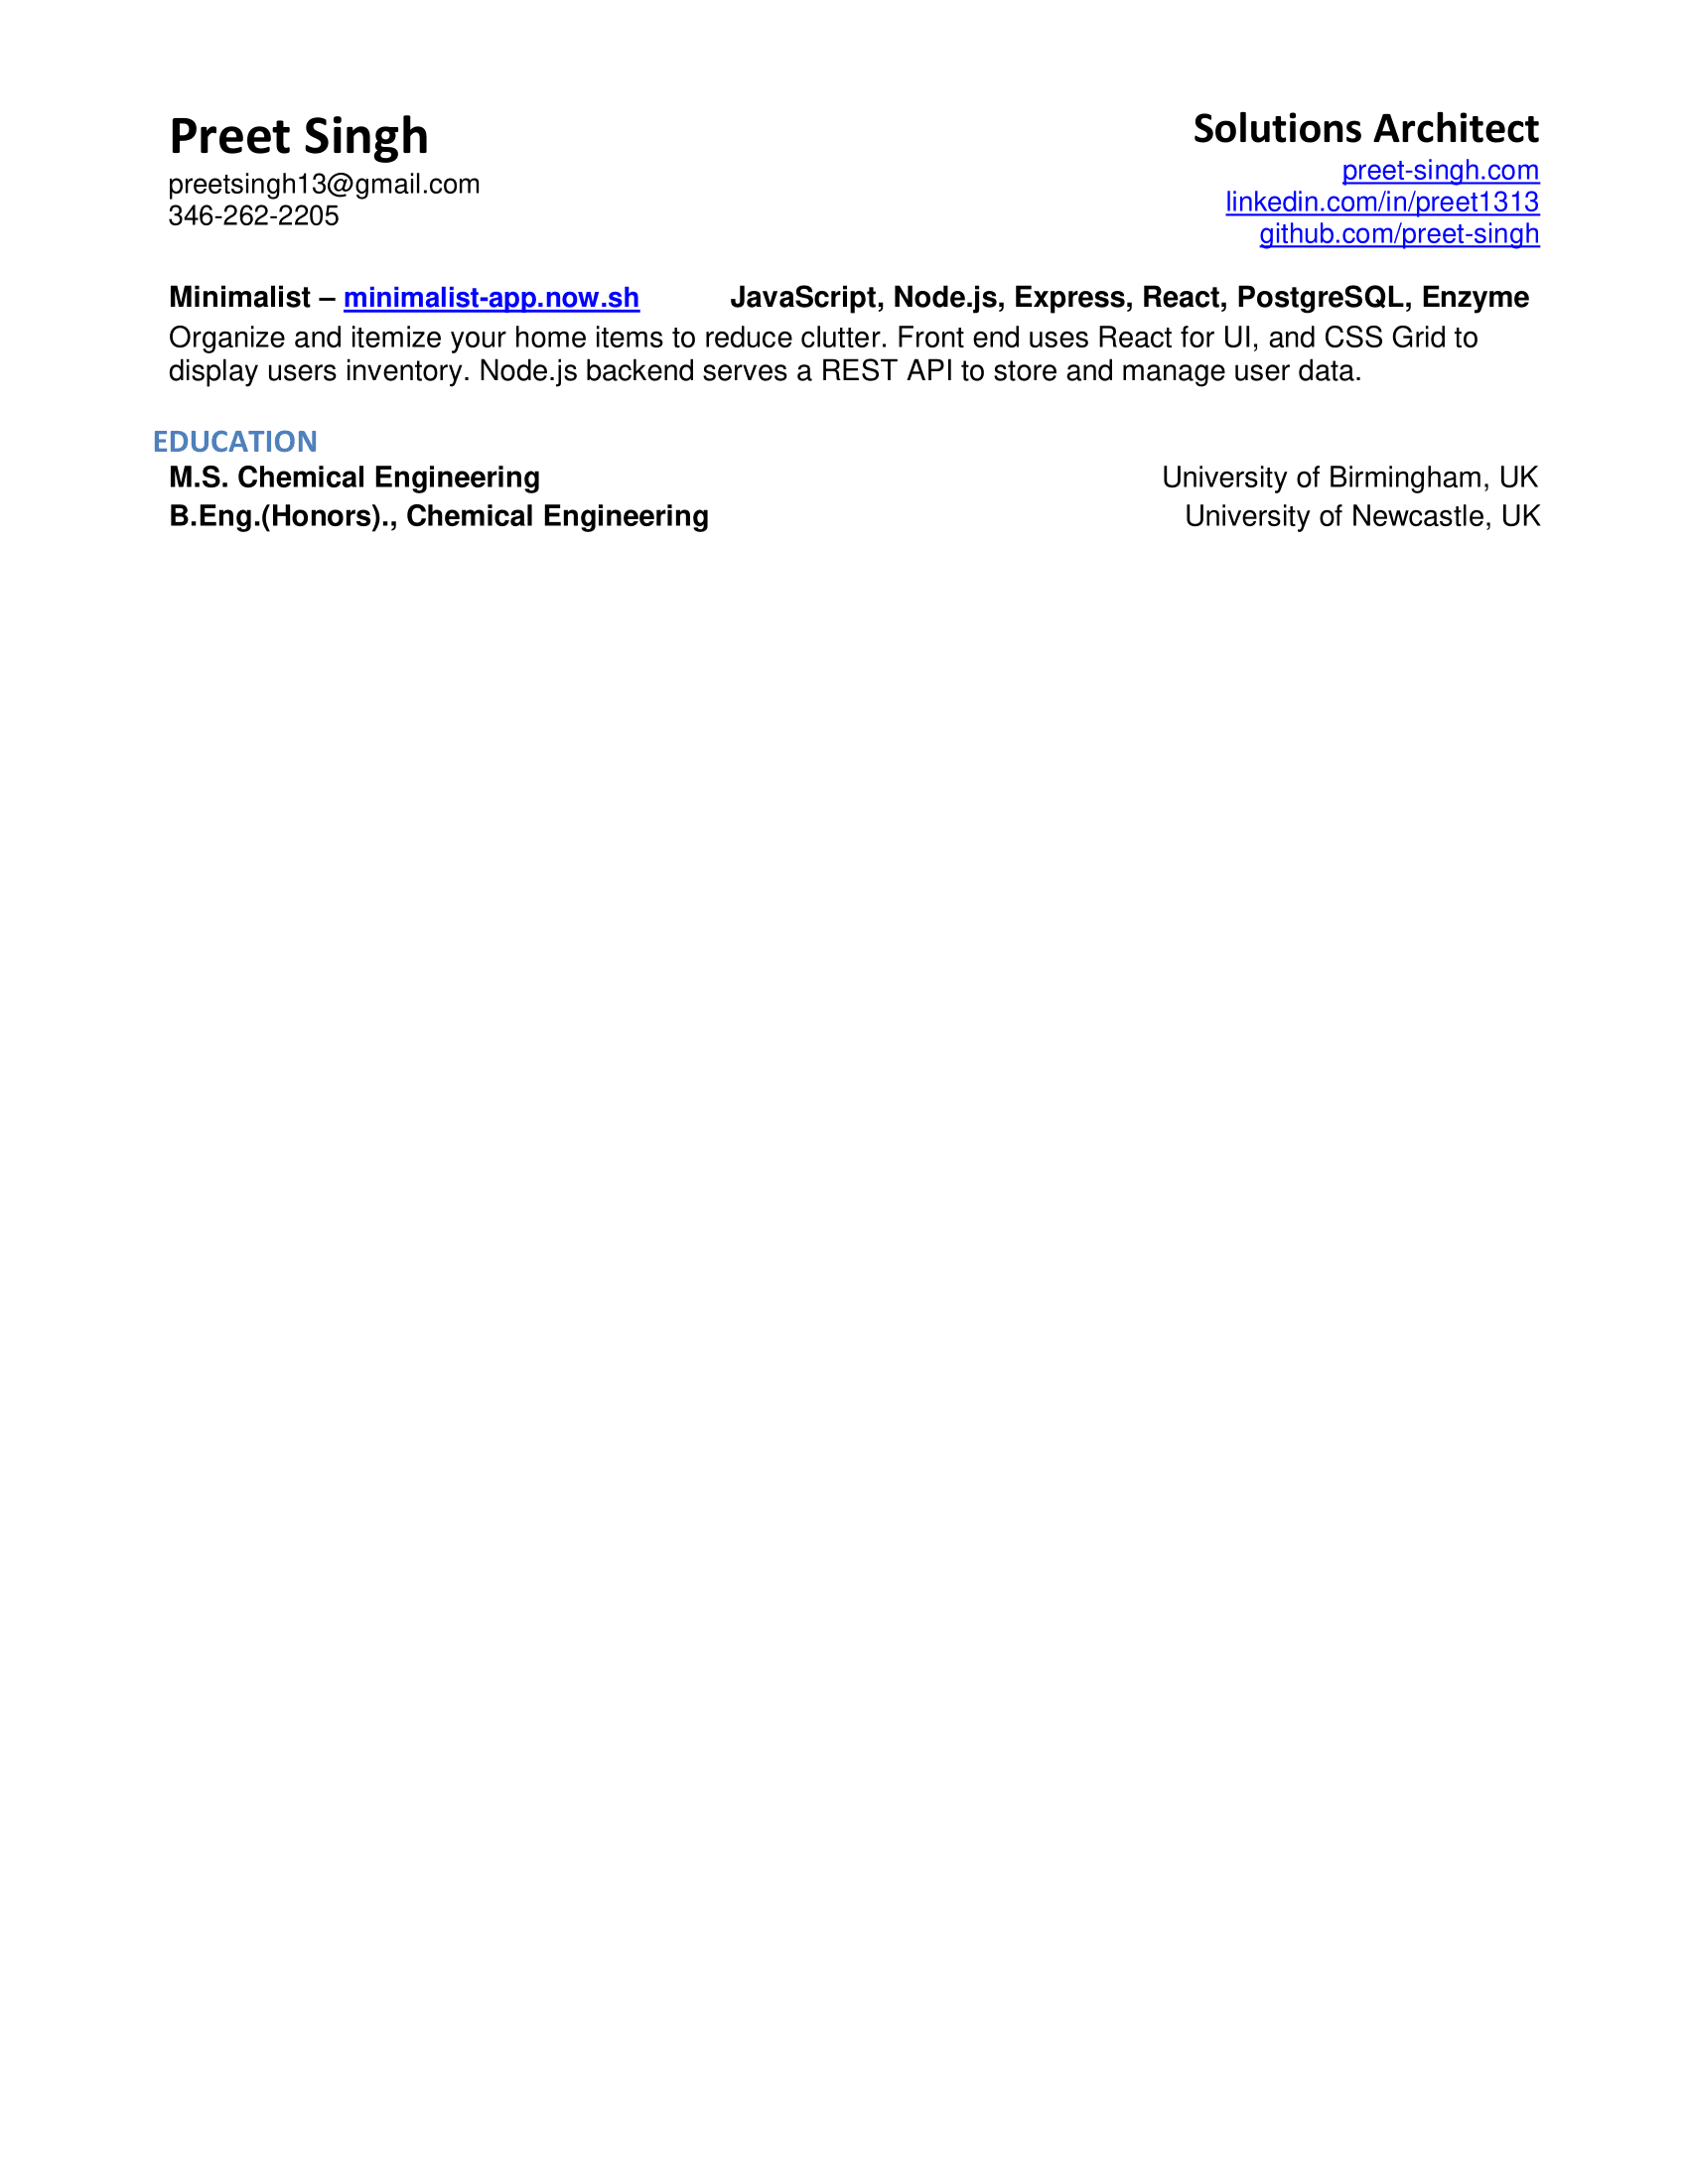 Preet Singh
preetsingh13@gmail.com
346-262-2205
Solutions Architect
preet-singh.com
linkedin.com/in/preet1313
github.com/preet-singh
Minimalist – minimalist-app.now.sh JavaScript, Node.js, Express, React, PostgreSQL, Enzyme
Organize and itemize your home items to reduce clutter. Front end uses React for UI, and CSS Grid to
display users inventory. Node.js backend serves a REST API to store and manage user data.
EDUCATION
M.S. Chemical Engineering University of Birmingham, UK
B.Eng.(Honors)., Chemical Engineering University of Newcastle, UK